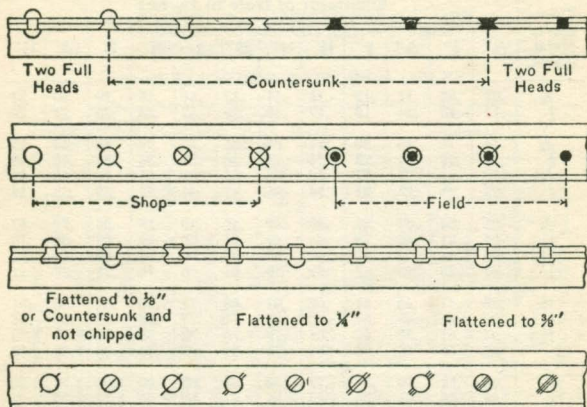 Two Full
Heads
Countersunk
Two Full
Heads
Shop
Field
Flattened to ⅛"
or Countersunk and
not chipped
Flattened to ¼"
Flattened to ⅜"